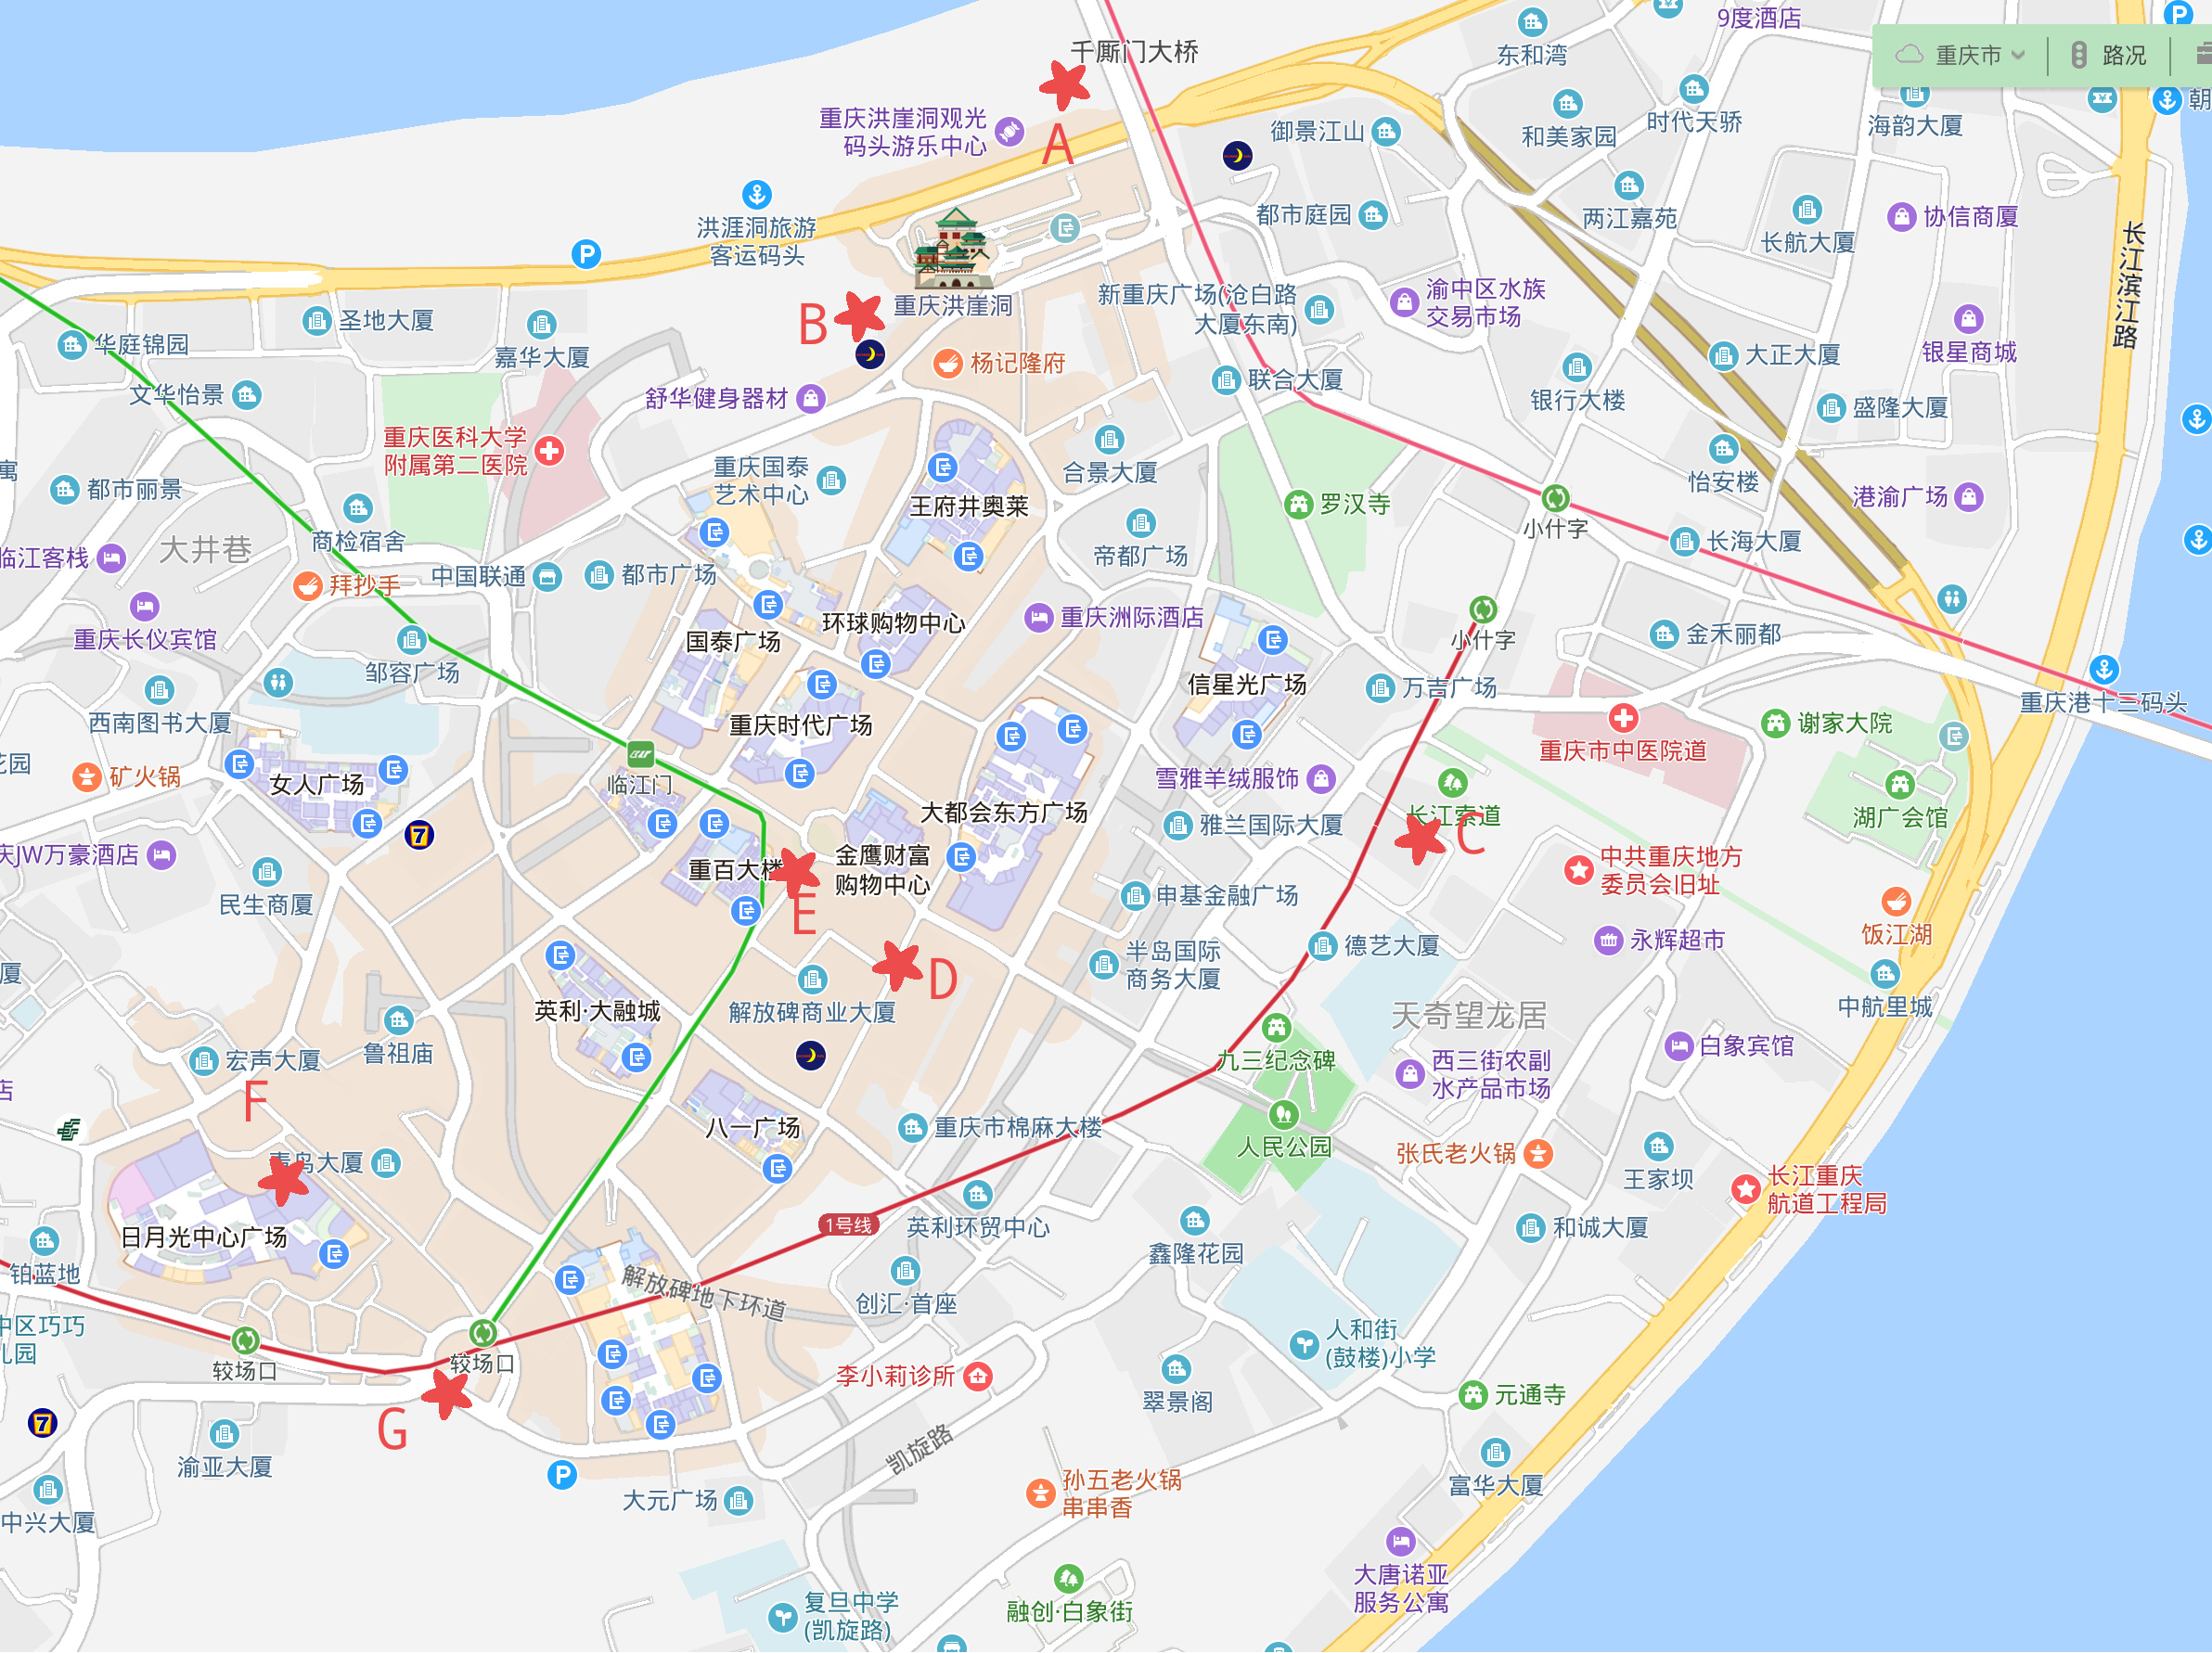 9度酒店
千厮门大桥
东和湾
重庆市
路况
朝
重庆洪崖洞观光
码头游乐中心
A
御景江山
和美家园
时代天骄
海韵大厦
洪涯洞旅游
客运码头
都市庭园
两江嘉苑
长航大厦
协信商厦
长江滨江路
重庆洪崖洞
B
新重庆广场(沧白路
大厦东南)
渝中区水族
交易市场
圣地大厦
嘉华大厦
华庭锦园
杨记隆府
联合大厦
银行大楼
大正大厦
银星商城
文华怡景
舒华健身器材
盛隆大厦
重庆医科大学
附属第二医院
重庆国泰
艺术中心
合景大厦
王府井奥莱
罗汉寺
小什字
怡安楼
港渝广场
寓
都市丽景
商检宿舍
大井巷
临江客栈
帝都广场
长海大厦
拜抄手
中国联通
都市广场
重庆长仪宾馆
邹容广场
国泰广场
环球购物中心
重庆洲际酒店
小什字
金禾丽都
西南图书大厦
重庆时代广场
信星光广场
万吉广场
重庆港十三码头
花园
矿火锅
女人广场
临江门
雪雅羊绒服饰
重庆市中医院道
谢家大院
大都会东方广场
雅兰国际大厦
长江索道
C
湖广会馆
庆JW万豪酒店
民生商厦
重百大楼
金鹰财富
购物中心
E
申基金融广场
中共重庆地方
委员会旧址
饭江湖
厦
D
半岛国际
商务大厦
德艺大厦
永辉超市
英利·大融城
解放碑商业大厦
天奇望龙居
中航里城
宏声大厦
鲁祖庙
九三纪念碑
西三街农副
水产品市场
白象宾馆
店
F
八一广场
重庆市棉麻大楼
人民公园
张氏老火锅
王家坝
青鸟大厦
长江重庆
航道工程局
日月光中心广场
1号线
英利环贸中心
鑫隆花园
和诚大厦
铂蓝地
解放碑地下环道
创汇·首座
中区巧巧
儿园
较场口
较场口
人和街
(鼓楼)小学
李小莉诊所
翠景阁
元通寺
G
渝亚大厦
凯旋路
大元广场
孙五老火锅
串串香
富华大厦
中兴大厦
大唐诺亚
服务公寓
复旦中学
(凯旋路)
融创·白象街